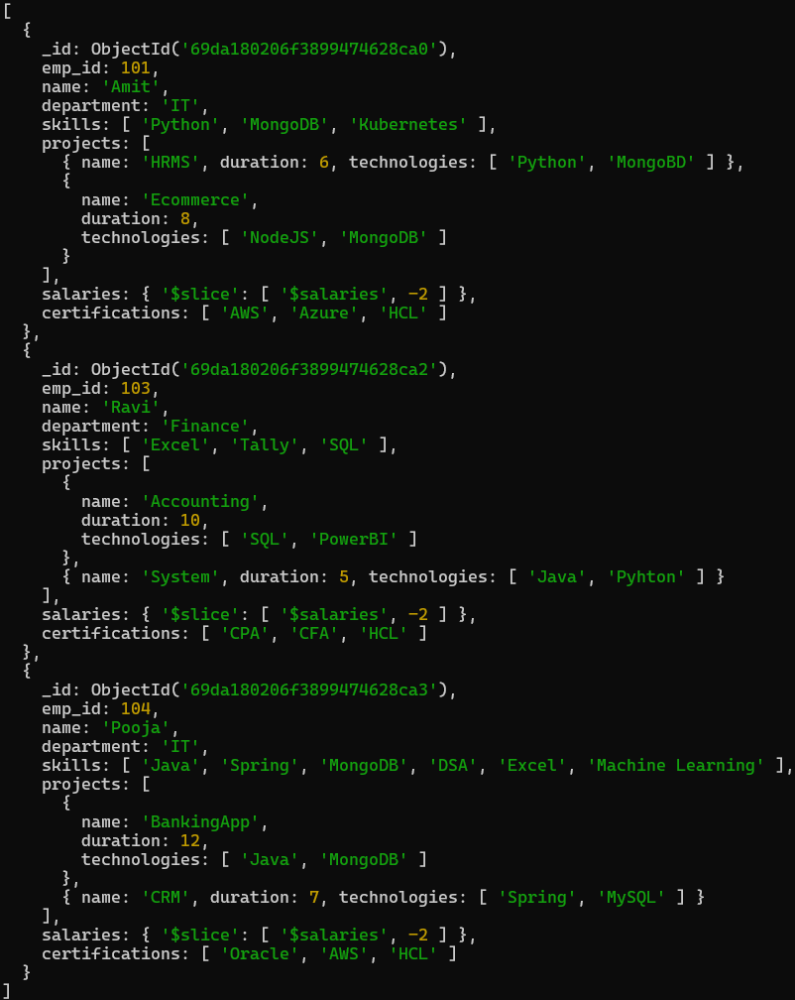 [
  {
    _id: ObjectId('69da180206f3899474628ca0'),
    emp_id: 101,
    name: 'Amit',
    department: 'IT',
    skills: [ 'Python', 'MongoDB', 'Kubernetes' ],
    projects: [
      { name: 'HRMS', duration: 6, technologies: [ 'Python', 'MongoBD' ] },
      {
        name: 'Ecommerce',
        duration: 8,
        technologies: [ 'NodeJS', 'MongoDB' ]
      }
    ],
    salaries: { '$slice': [ '$salaries', -2 ] },
    certifications: [ 'AWS', 'Azure', 'HCL' ]
  },
  {
    _id: ObjectId('69da180206f3899474628ca2'),
    emp_id: 103,
    name: 'Ravi',
    department: 'Finance',
    skills: [ 'Excel', 'Tally', 'SQL' ],
    projects: [
      {
        name: 'Accounting',
        duration: 10,
        technologies: [ 'SQL', 'PowerBI' ]
      },
      { name: 'System', duration: 5, technologies: [ 'Java', 'Pyhton' ] }
    ],
    salaries: { '$slice': [ '$salaries', -2 ] },
    certifications: [ 'CPA', 'CFA', 'HCL' ]
  },
  {
    _id: ObjectId('69da180206f3899474628ca3'),
    emp_id: 104,
    name: 'Pooja',
    department: 'IT',
    skills: [ 'Java', 'Spring', 'MongoDB', 'DSA', 'Excel', 'Machine Learning' ],
    projects: [
      {
        name: 'BankingApp',
        duration: 12,
        technologies: [ 'Java', 'MongoDB' ]
      },
      { name: 'CRM', duration: 7, technologies: [ 'Spring', 'MySQL' ] }
    ],
    salaries: { '$slice': [ '$salaries', -2 ] },
    certifications: [ 'Oracle', 'AWS', 'HCL' ]
  }
]